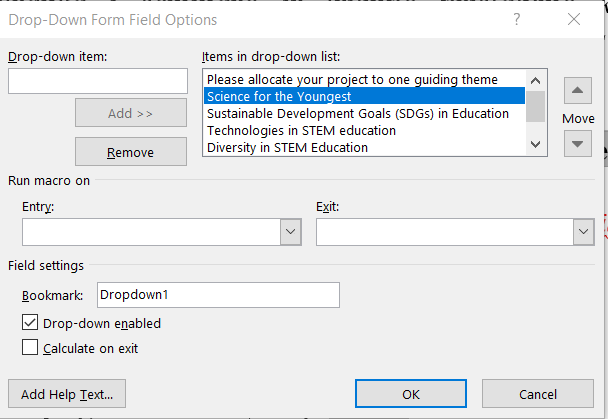 Drop-Down Form Field Options
? ×
Drop-down item:
Items in drop-down list:
Please allocate your project to one guiding theme
Science for the Youngest
Sustainable Development Goals (SDGs) in Education
Technologies in STEM education
Diversity in STEM Education
Add >>
Remove
Move
Run macro on
Entry:
Exit:
Field settings
Bookmark:
Dropdown1
Drop-down enabled
Calculate on exit
Add Help Text...
OK
Cancel